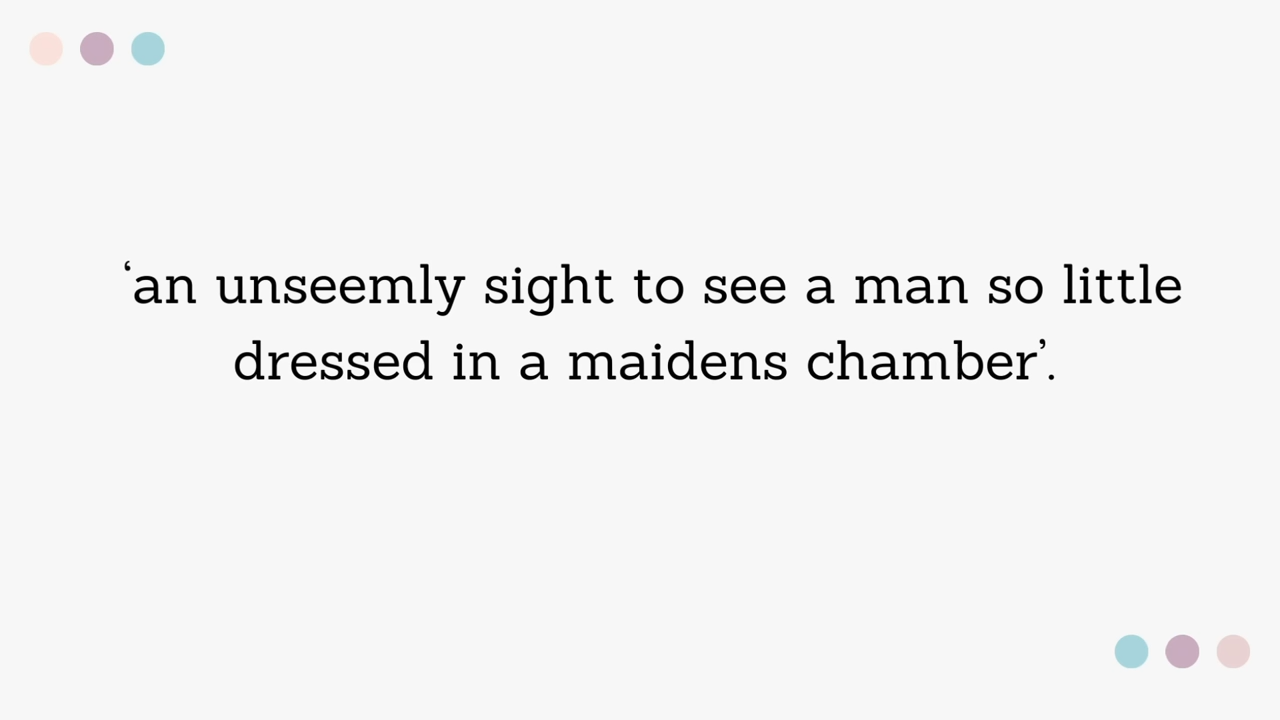 ‘an unseemly sight to see a man so little
dressed in a maidens chamber’.